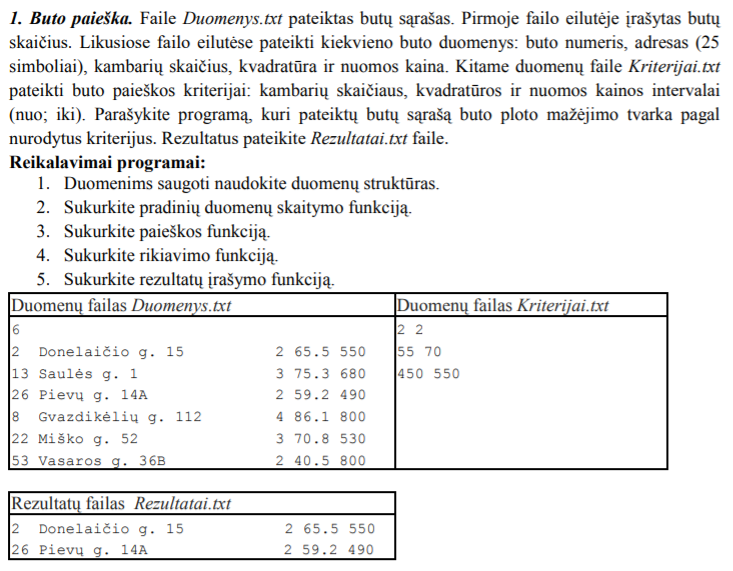 1. Buto paieška. Faile Duomenys.txt pateiktas butų sąrašas. Pirmoje failo eilutėje įrašytas butų
skaičius. Likusiose failo eilutėse pateikti kiekvieno buto duomenys: buto numeris, adresas (25
simboliai), kambarių skaičius, kvadratūra ir nuomos kaina. Kitame duomenų faile Kriterijai.txt
pateikti buto paieškos kriterijai: kambarių skaičiaus, kvadratūros ir nuomos kainos intervalai
(nuo; iki). Parašykite programą, kuri pateiktų butų sąrašą buto ploto mažėjimo tvarka pagal
nurodytus kriterijus. Rezultatus pateikite Rezultatai.txt faile.
Reikalavimai programai:
1. Duomenims saugoti naudokite duomenų struktūras.
2. Sukurkite pradinių duomenų skaitymo funkciją.
3. Sukurkite paieškos funkciją.
4. Sukurkite rikiavimo funkciją.
5. Sukurkite rezultatų įrašymo funkciją.
Duomenų failas Duomenys.txt Duomenų failas Kriterijai.txt
6 2 2
2 Donelaičio g. 15 2 65.5 550 55 70
13 Saulės g. 1 3 75.3 680 450 550
26 Pievų g. 14A 2 59.2 490
8 Gvazdikėlių g. 112 4 86.1 800
22 Miško g. 52 3 70.8 530
53 Vasaros g. 36B 2 40.5 800
Rezultatų failas Rezultatai.txt
2 Donelaičio g. 15 2 65.5 550
26 Pievų g. 14A 2 59.2 490